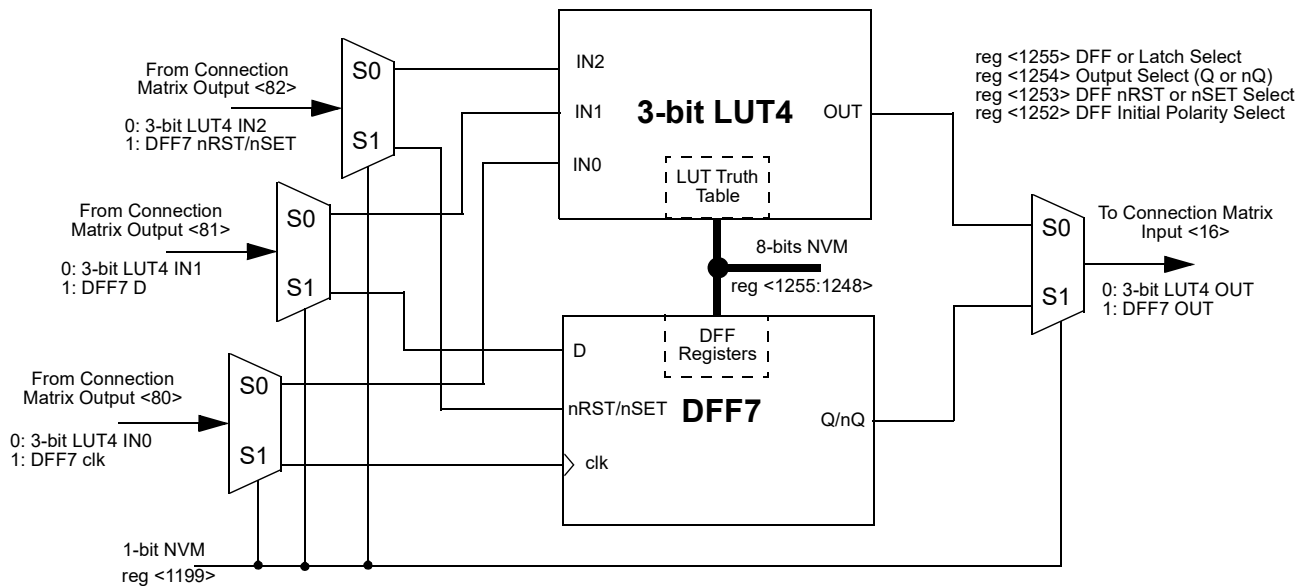 From Connection
Matrix Output <82>
0: 3-bit LUT4 IN2
1: DFF7 nRST/nSET
S0
S1
IN2
IN1
IN0
3-bit LUT4
OUT
LUT Truth
Table
reg <1255> DFF or Latch Select
reg <1254> Output Select (Q or nQ)
reg <1253> DFF nRST or nSET Select
reg <1252> DFF Initial Polarity Select
From Connection
Matrix Output <81>
0: 3-bit LUT4 IN1
1: DFF7 D
S0
S1
8-bits NVM
reg <1255:1248>
S0
S1
To Connection Matrix
Input <16>
0: 3-bit LUT4 OUT
1: DFF7 OUT
From Connection
Matrix Output <80>
0: 3-bit LUT4 IN0
1: DFF7 clk
S0
S1
D
nRST/nSET
clk
DFF
Registers
DFF7
Q/nQ
1-bit NVM
reg <1199>